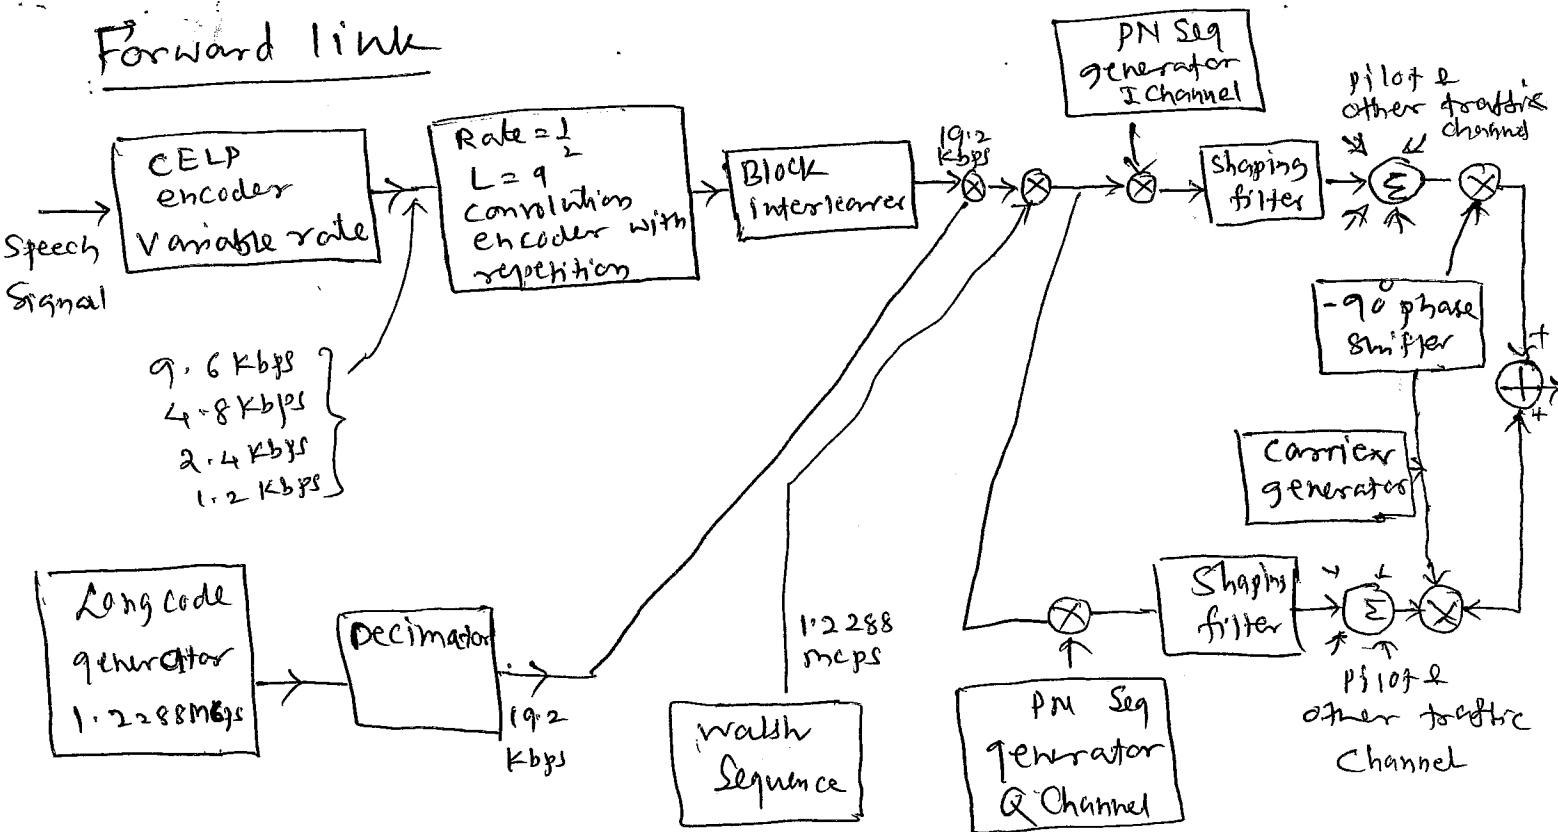 Forward link
Speech
Signal
CELP
encoder
Variable rate
Rate = 1/2
L = 9
Convolution
encoder with
repetition
Block
interleaver
19.2
Kbps
PN Seq
generator
I Channel
Shaping
filter
Pilot &
other traffic
channel
Σ
-90° phase
shifter
+
+
Carrier
generator
9.6 Kbps
4.8 Kbps
2.4 Kbps
1.2 Kbps
Long code
generator
1.2288 Mcps
Decimator
19.2
Kbps
Walsh
Sequence
1.2288
mcps
PN Seq
generator
Q Channel
Shaping
filter
Σ
Pilot &
other traffic
Channel